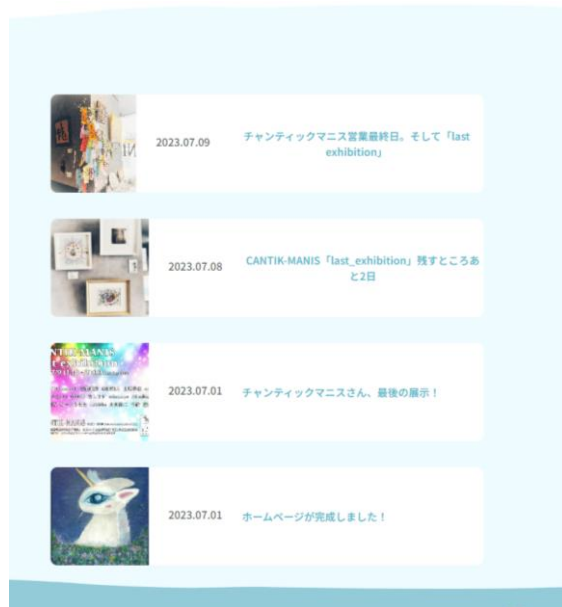 2023.07.09
チャンティックマニス営業最終日。そして「last
exhibition」
2023.07.08
CANTIK-MANIS「last_exhibition」残すところあ
と2日
NTIK-MANIS
2023.07.01
チャンティックマニスさん、最後の展示！
2023.07.01
ホームページが完成しました！